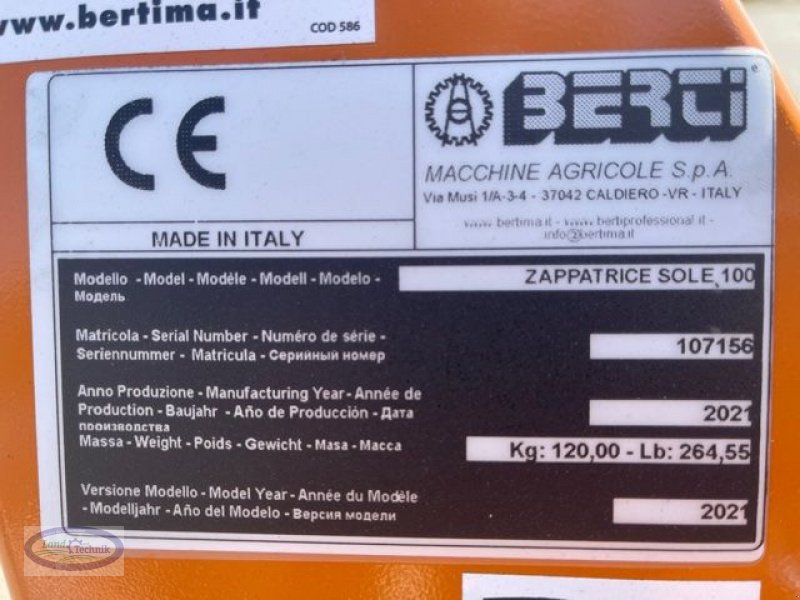 www.bertima.it
COD 586
CE
BERTI
MACCHINE AGRICOLE S.p.A.
Via Musi 1/A-3-4 - 37042 CALDIERO -VR - ITALY
www.bertima.it - www.bertiprofessional.it -
info@bertima.it
MADE IN ITALY
Modello - Model - Modèle - Modell - Modelo -
Модель
ZAPPATRICE SOLE 100
Matricola - Serial Number - Numéro de série -
Seriennummer - Matricula - Серийный номер
107156
Anno Produzione - Manufacturing Year - Année de
Production - Baujahr - Año de Producción - Дата
производства
2021
Massa - Weight - Poids - Gewicht - Masa - Масса
Kg: 120,00 - Lb: 264,55
Versione Modello - Model Year - Année du Modèle
- Modelljahr - Año del Modelo - Версия модели
2021
Land
Technik